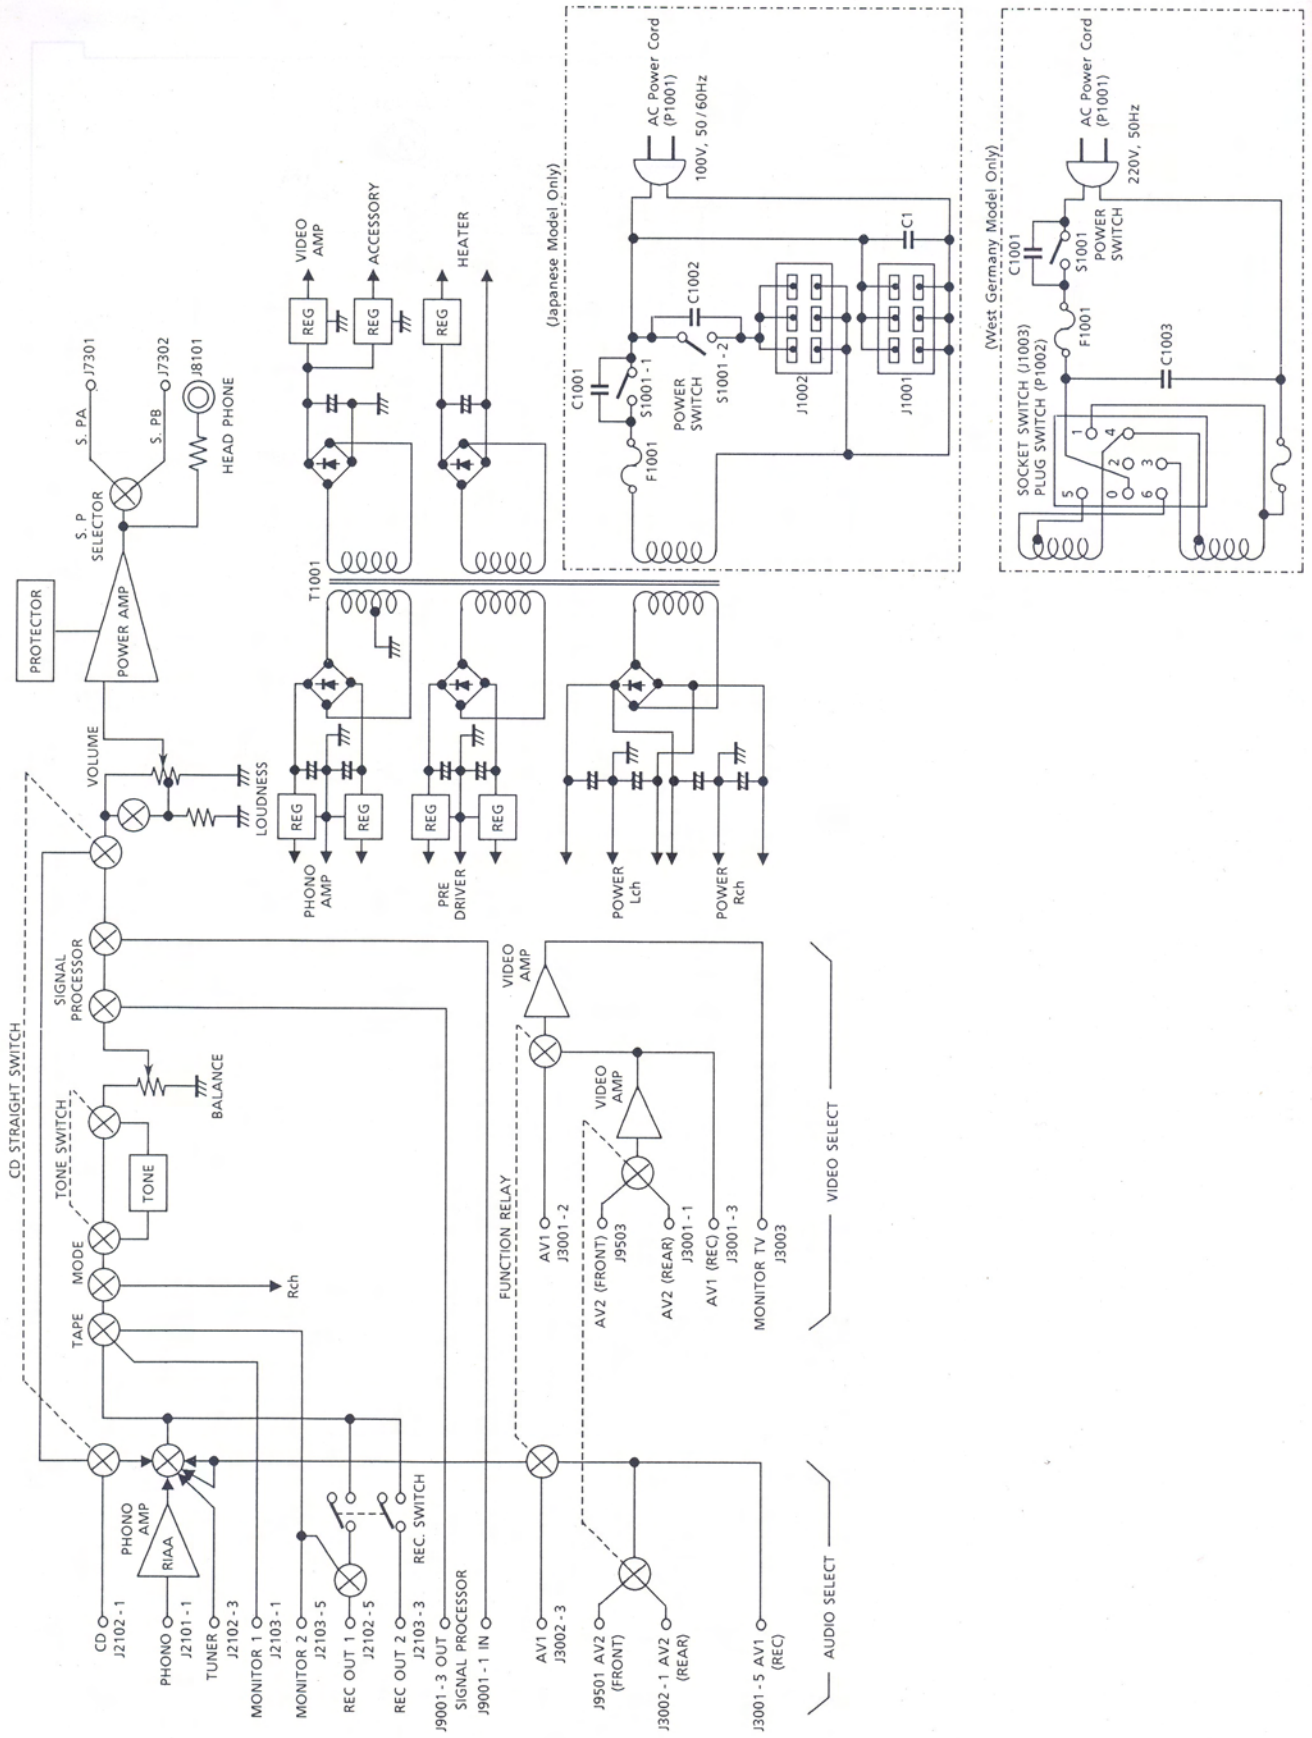 PROTECTOR
POWER AMP
S. P
SELECTOR
S. PA
J7301
S. PB
J7302
J8101
HEAD PHONE
VOLUME
LOUDNESS
CD STRAIGHT SWITCH
SIGNAL
PROCESSOR
BALANCE
TONE SWITCH
TONE
MODE
Rch
TAPE
PHONO
AMP
RIAA
REC. SWITCH
CD
J2102 - 1
PHONO
J2101 - 1
TUNER
J2102 - 3
MONITOR 1
J2103 - 1
MONITOR 2
J2103 - 5
REC OUT 1
J2102 - 5
REC OUT 2
J2103 - 3
J9001 - 3 OUT
SIGNAL PROCESSOR
J9001 - 1 IN
AV1
J3002 - 3
J9501 AV2
(FRONT)
J3002 - 1 AV2
(REAR)
J3001 - 5 AV1
(REC)
AUDIO SELECT
FUNCTION RELAY
VIDEO
AMP
VIDEO
AMP
AV1
J3001 - 2
AV2 (FRONT)
J9503
AV2 (REAR)
J3001 - 1
AV1 (REC)
J3001 - 3
MONITOR TV
J3003
VIDEO SELECT
T1001
REG
REG
PHONO
AMP
REG
REG
PRE
DRIVER
POWER
Lch
POWER
Rch
REG
VIDEO
AMP
REG
ACCESSORY
REG
HEATER
(Japanese Model Only)
AC Power Cord
(P1001)
100V, 50/60Hz
C1001
S1001 - 1
F1001
POWER
SWITCH
S1001 - 2
C1002
J1002
J1001
C1
(West Germany Model Only)
AC Power Cord
(P1001)
220V, 50Hz
C1001
S1001
POWER
SWITCH
F1001
C1003
SOCKET SWITCH (J1003)
PLUG SWITCH (P1002)
1
4
5
2
3
0
6